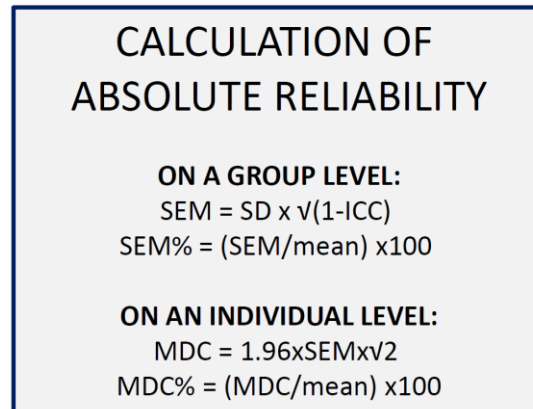 CALCULATION OF
ABSOLUTE RELIABILITY
ON A GROUP LEVEL:
SEM = SD x √(1-ICC)
SEM% = (SEM/mean) x100
ON AN INDIVIDUAL LEVEL:
MDC = 1.96xSEMx√2
MDC% = (MDC/mean) x100